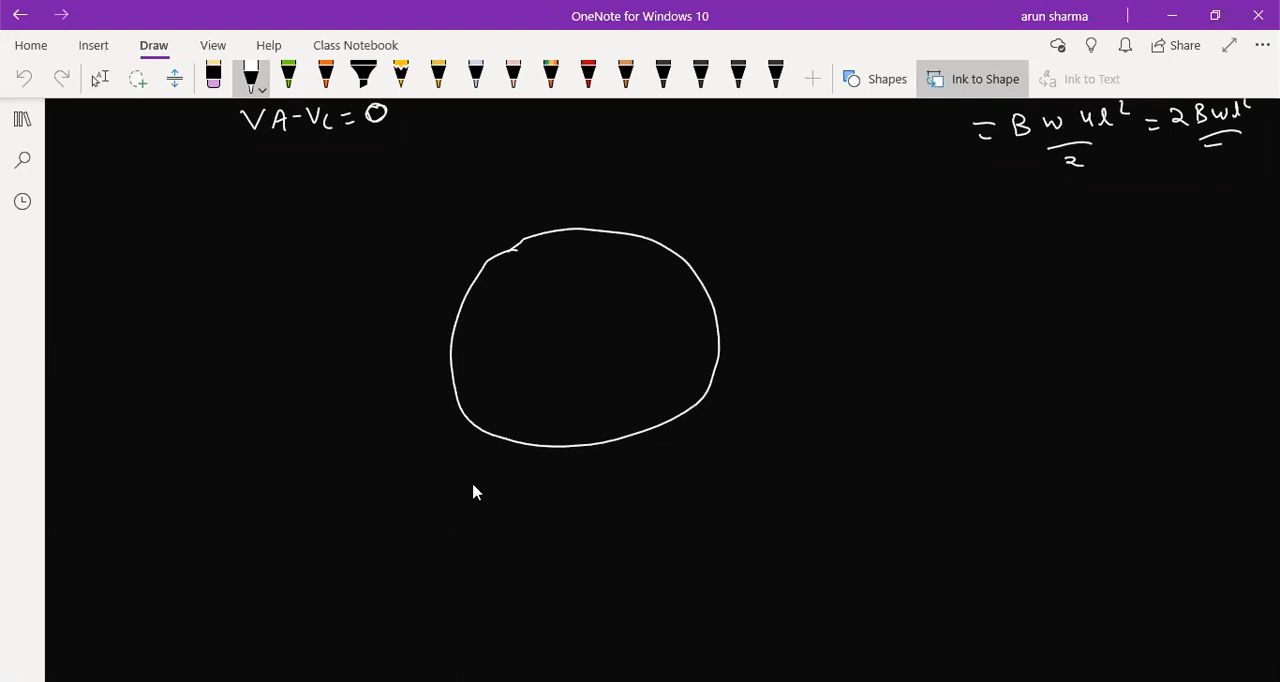 OneNote for Windows 10
arun sharma
Home Insert Draw View Help Class Notebook
Share
Shapes
Ink to Shape
Ink to Text
VA-VC=0
= B w 4l² = 2Bwl²
2